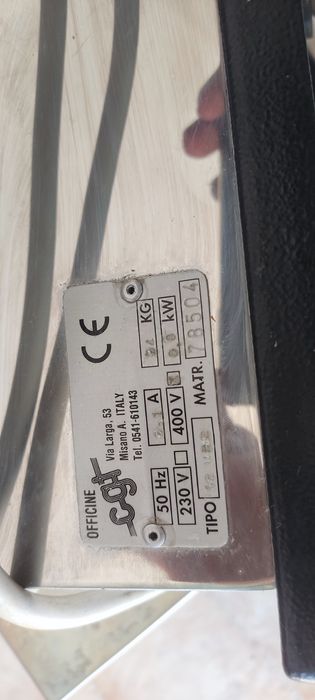 OFFICINE
cgt
Via Larga, 53
Misano A. ITALY
Tel. 0541-610143
CE
50 Hz A KG
230 V 400 V kW
TIPO MATR. 78504